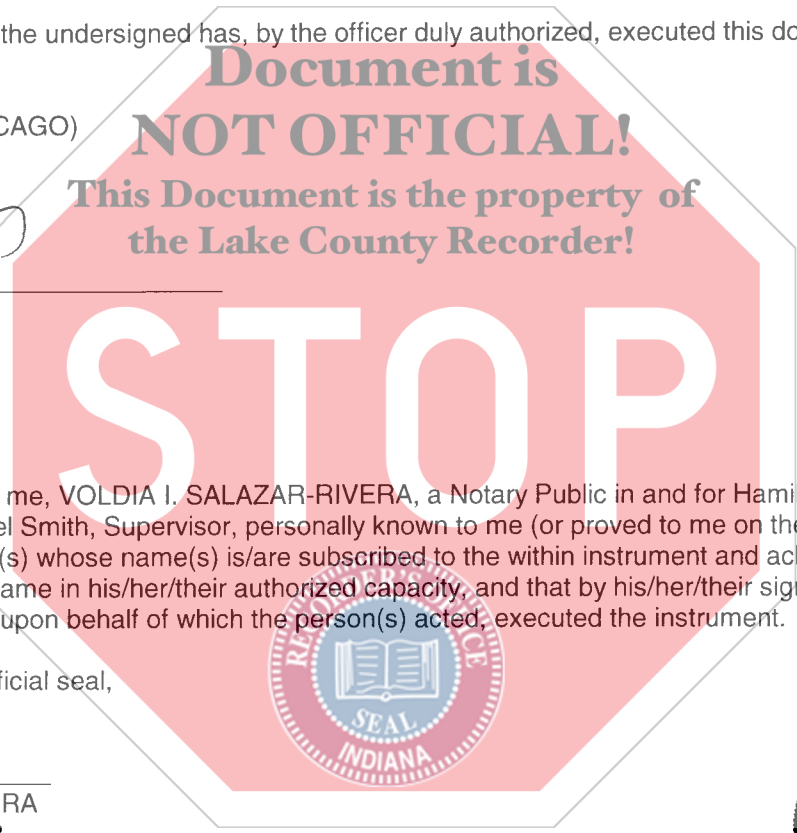 the undersigned has, by the officer duly authorized, executed this do
Document is
CAGO)
NOT OFFICIAL!
This Document is the property of
the Lake County Recorder!
STOP
me, VOLDIA I. SALAZAR-RIVERA, a Notary Public in and for Hami
el Smith, Supervisor, personally known to me (or proved to me on the
(s) whose name(s) is/are subscribed to the within instrument and ac
ame in his/her/their authorized capacity, and that by his/her/their sig
upon behalf of which the person(s) acted, executed the instrument.
RECORDER'S OFFICE
ficial seal,
SEAL
INDIANA
RA